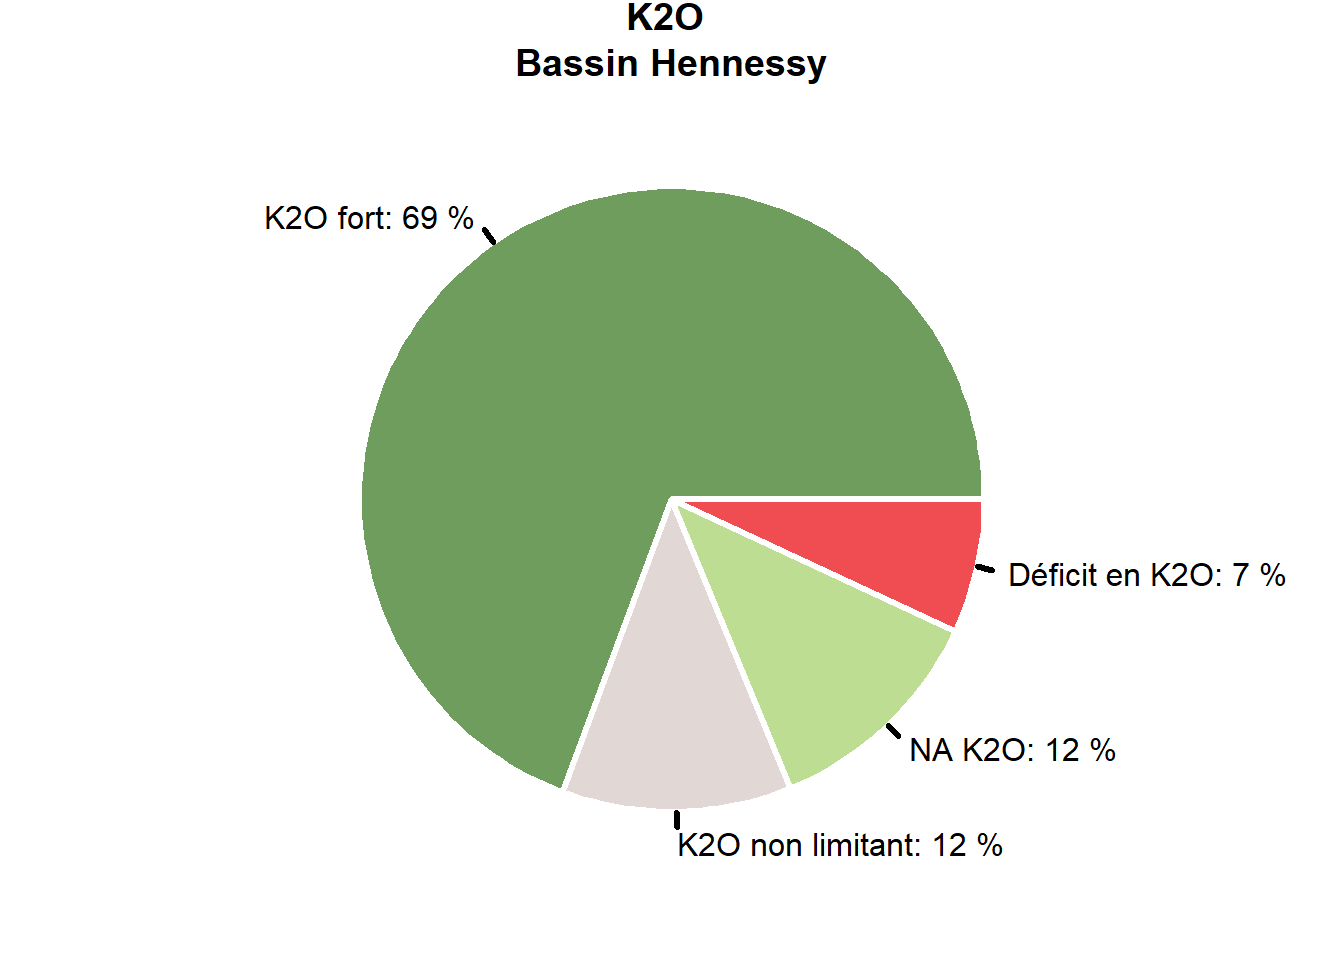 K2O
Bassin Hennessy
K2O fort: 69 %
Déficit en K2O: 7 %
NA K2O: 12 %
K2O non limitant: 12 %